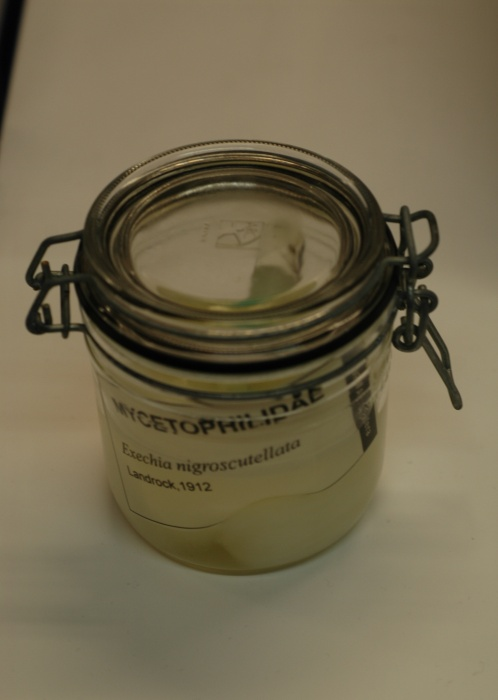 MYCETOPHILIDAE
Exechia nigroscutellata
Landrock,1912